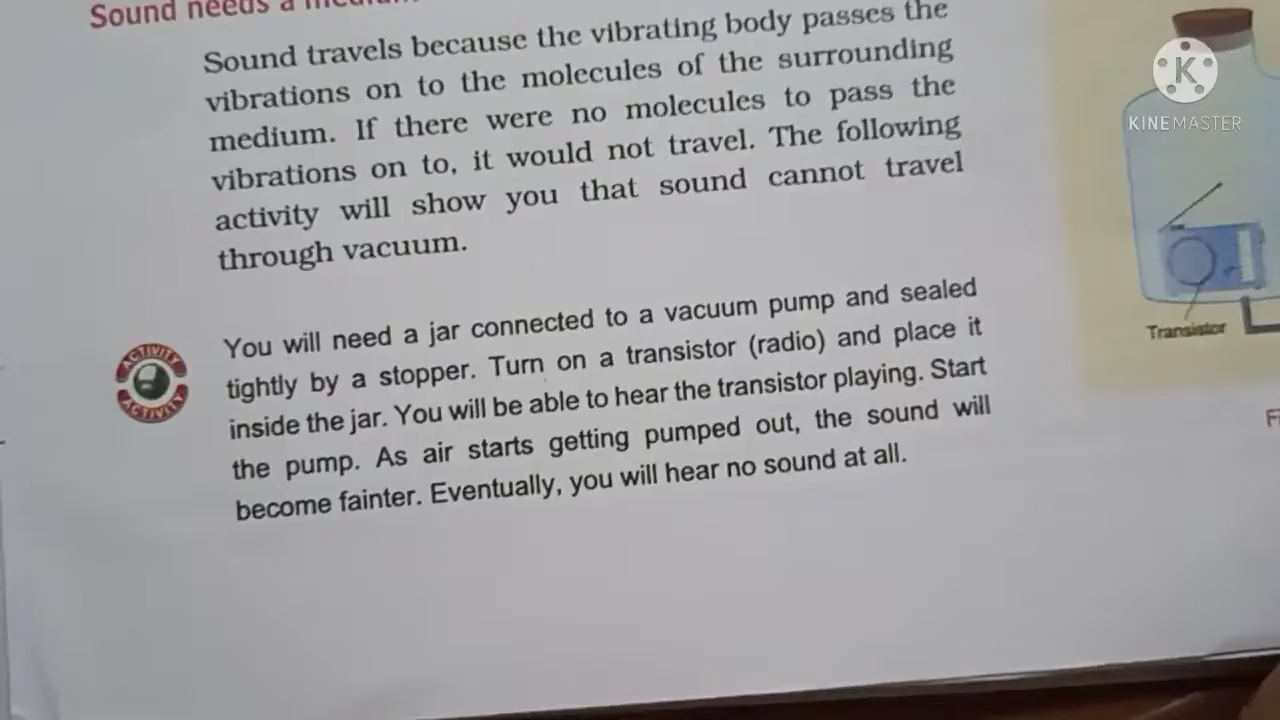 Sound needs a medium
Sound travels because the vibrating body passes the
vibrations on to the molecules of the surrounding
medium. If there were no molecules to pass the
vibrations on to, it would not travel. The following
activity will show you that sound cannot travel
through vacuum.
ACTIVITY
ACTIVITY
You will need a jar connected to a vacuum pump and sealed
tightly by a stopper. Turn on a transistor (radio) and place it
inside the jar. You will be able to hear the transistor playing. Start
the pump. As air starts getting pumped out, the sound will
become fainter. Eventually, you will hear no sound at all.
K
KINEMASTER
Transistor